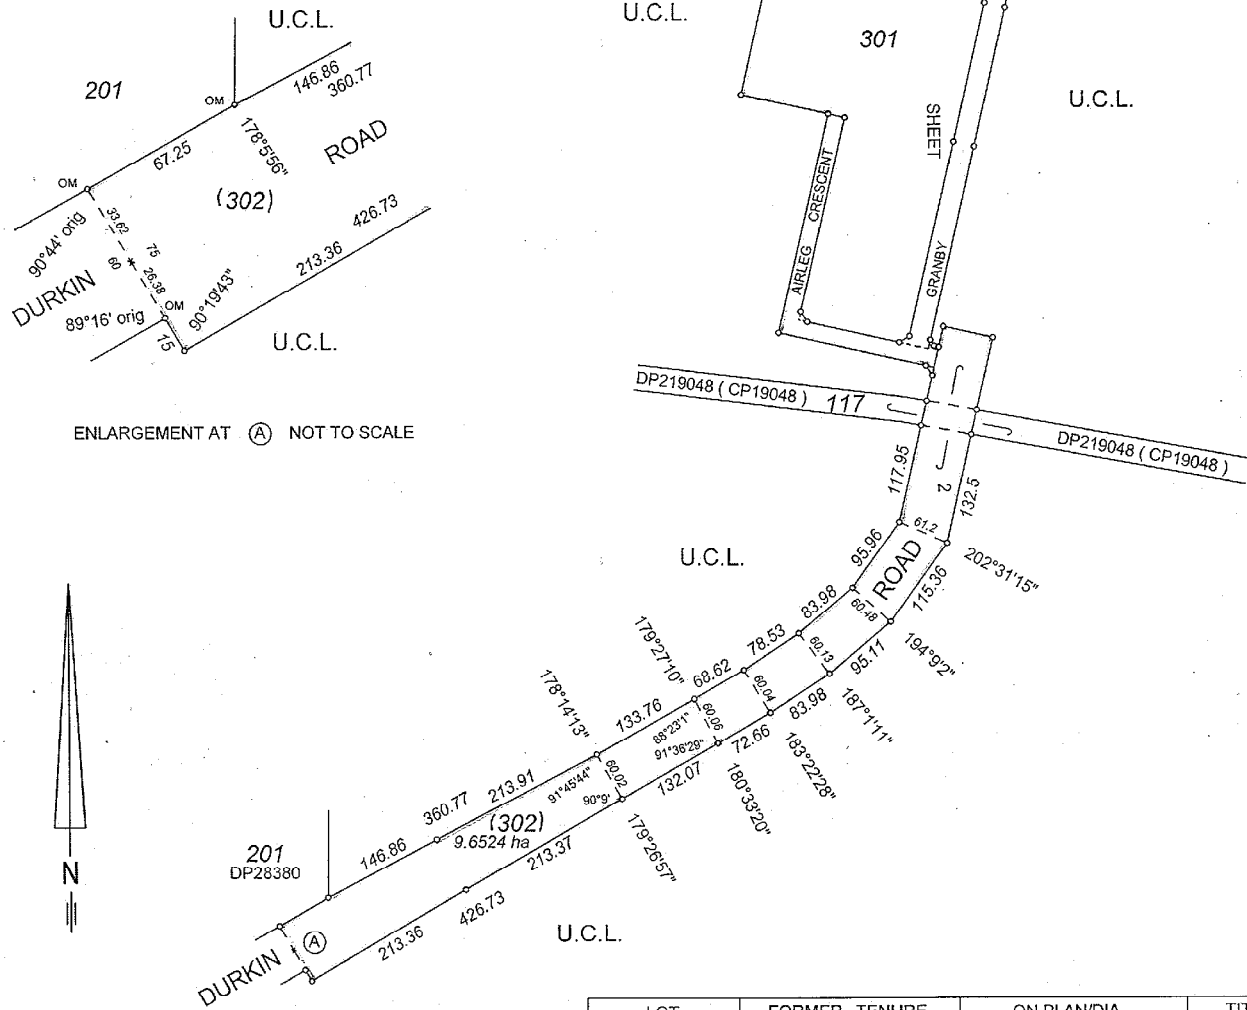 U.C.L.
U.C.L.
301
U.C.L.
201
OM
146.86
360.77
178°5'56"
ROAD
SHEET
67.25
OM
(302)
426.73
90°44' orig
33.62
75
60
26.38
213.36
DURKIN
OM
90°19'43"
89°16' orig
15
U.C.L.
AIRLEG CRESCENT
GRANBY
DP219048 ( CP19048 )
117
DP219048 ( CP19048 )
ENLARGEMENT AT A NOT TO SCALE
117.95
2
132.5
61.2
U.C.L.
95.96
ROAD
202°31'15"
115.36
60.48
83.98
194°9'2"
179°27'10"
78.53
60.13
95.11
68.62
187°1'11"
178°14'13"
60.04
83.98
133.76
88°23'1"
60.06
91°36'29"
72.66
183°22'28"
213.91
91°45'44"
60.02
90°9'
132.07
180°33'20"
360.77
(302)
9.6524 ha
179°26'57"
146.86
213.37
201
DP28380
426.73
N
A
213.36
U.C.L.
DURKIN
LOT
FORMER TENURE
ON PLAN/DIA